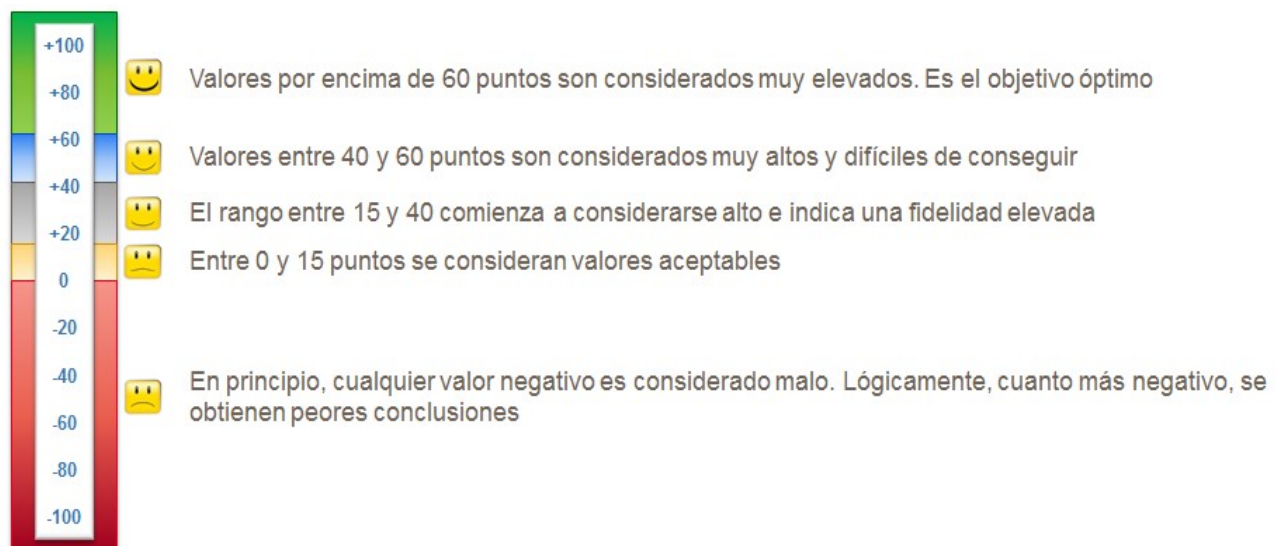 +100
Valores por encima de 60 puntos son considerados muy elevados. Es el objetivo óptimo
+80
+60
Valores entre 40 y 60 puntos son considerados muy altos y difíciles de conseguir
+40
El rango entre 15 y 40 comienza a considerarse alto e indica una fidelidad elevada
+20
Entre 0 y 15 puntos se consideran valores aceptables
0
-20
-40
En principio, cualquier valor negativo es considerado malo. Lógicamente, cuanto más negativo, se
obtienen peores conclusiones
-60
-80
-100